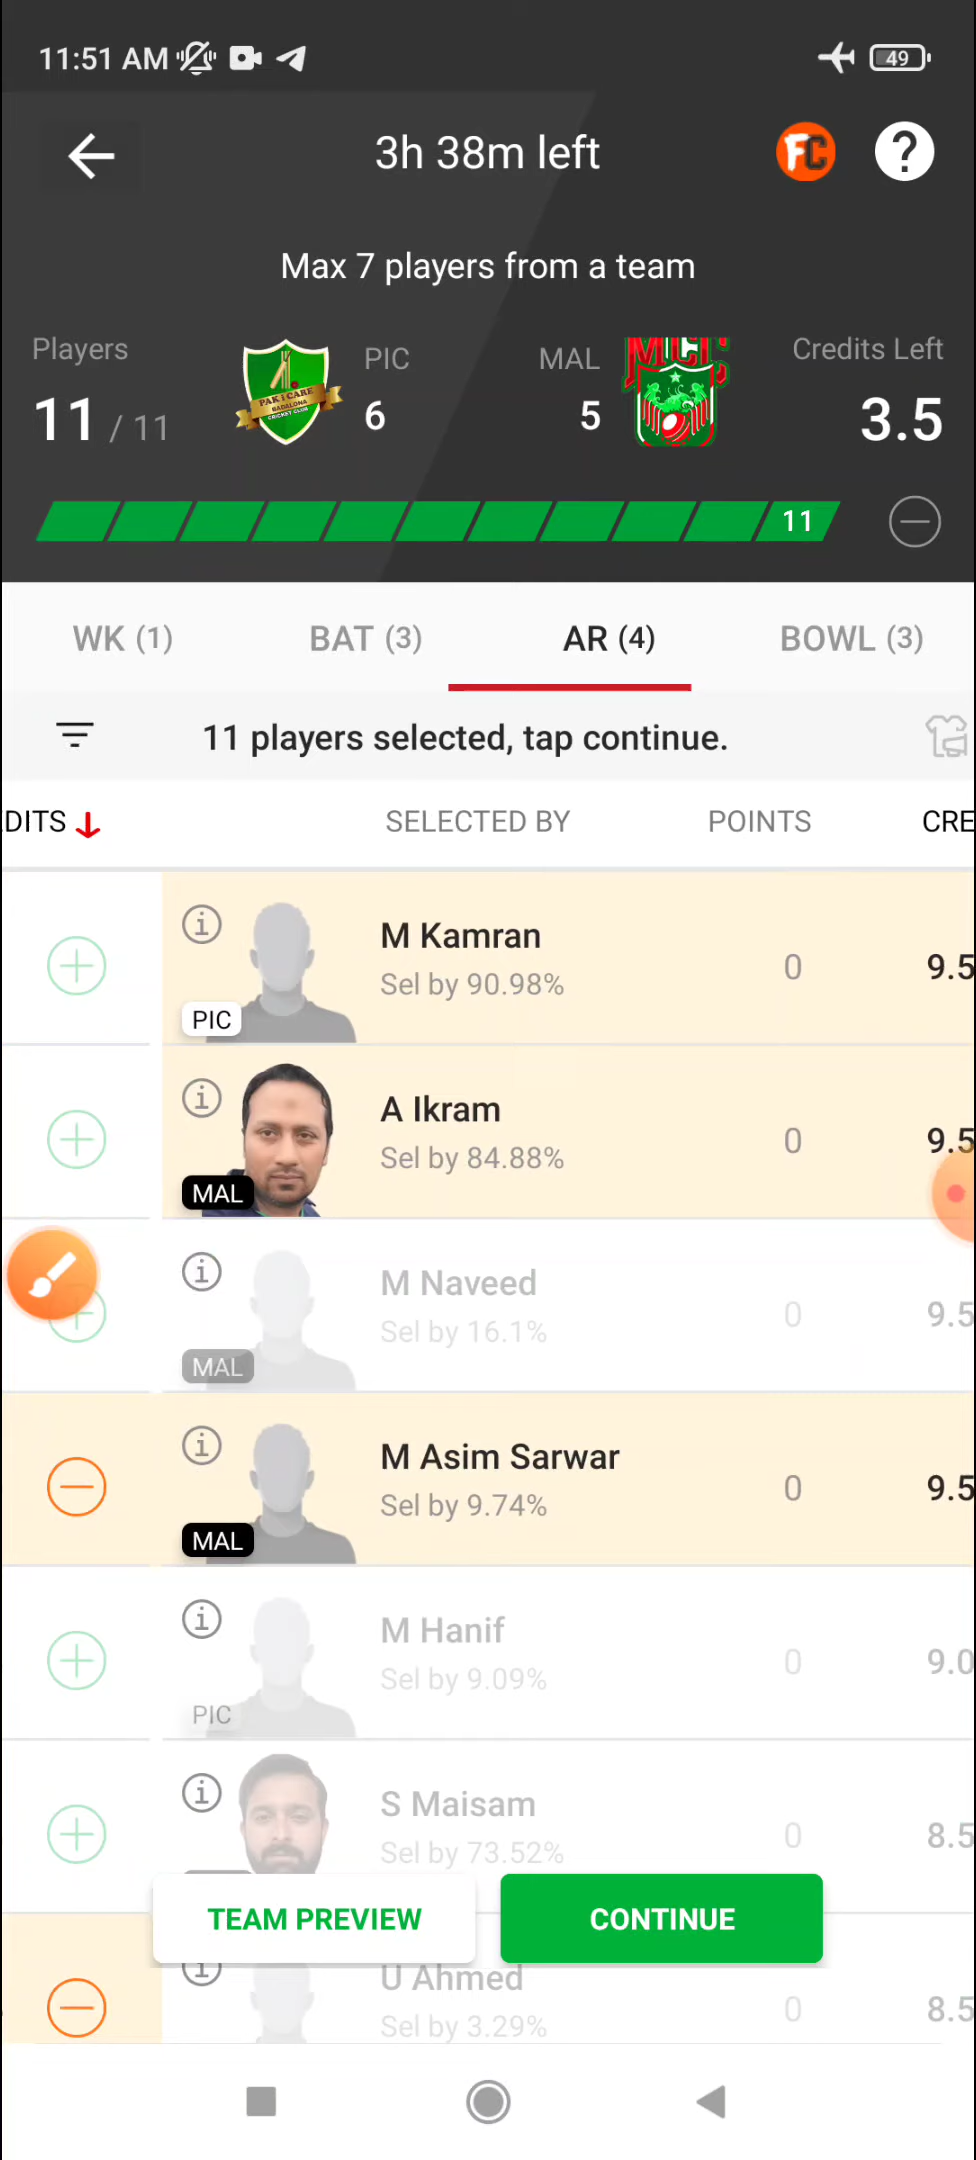 11:51 AM
49
3h 38m left
FC
?
Max 7 players from a team
Players
PIC
MAL
Credits Left
11 / 11
6
5
3.5
PAK I CARE
BADALONA
CRICKET CLUB
11
WK (1)
BAT (3)
AR (4)
BOWL (3)
11 players selected, tap continue.
DITS
SELECTED BY
POINTS
CRE
M Kamran
Sel by 90.98%
0
9.5
PIC
A Ikram
Sel by 84.88%
0
9.5
MAL
M Naveed
Sel by 16.1%
0
9.5
MAL
M Asim Sarwar
Sel by 9.74%
0
9.5
MAL
M Hanif
Sel by 9.09%
0
9.0
PIC
S Maisam
Sel by 73.52%
0
8.5
TEAM PREVIEW
CONTINUE
U Ahmed
Sel by 3.29%
0
8.5